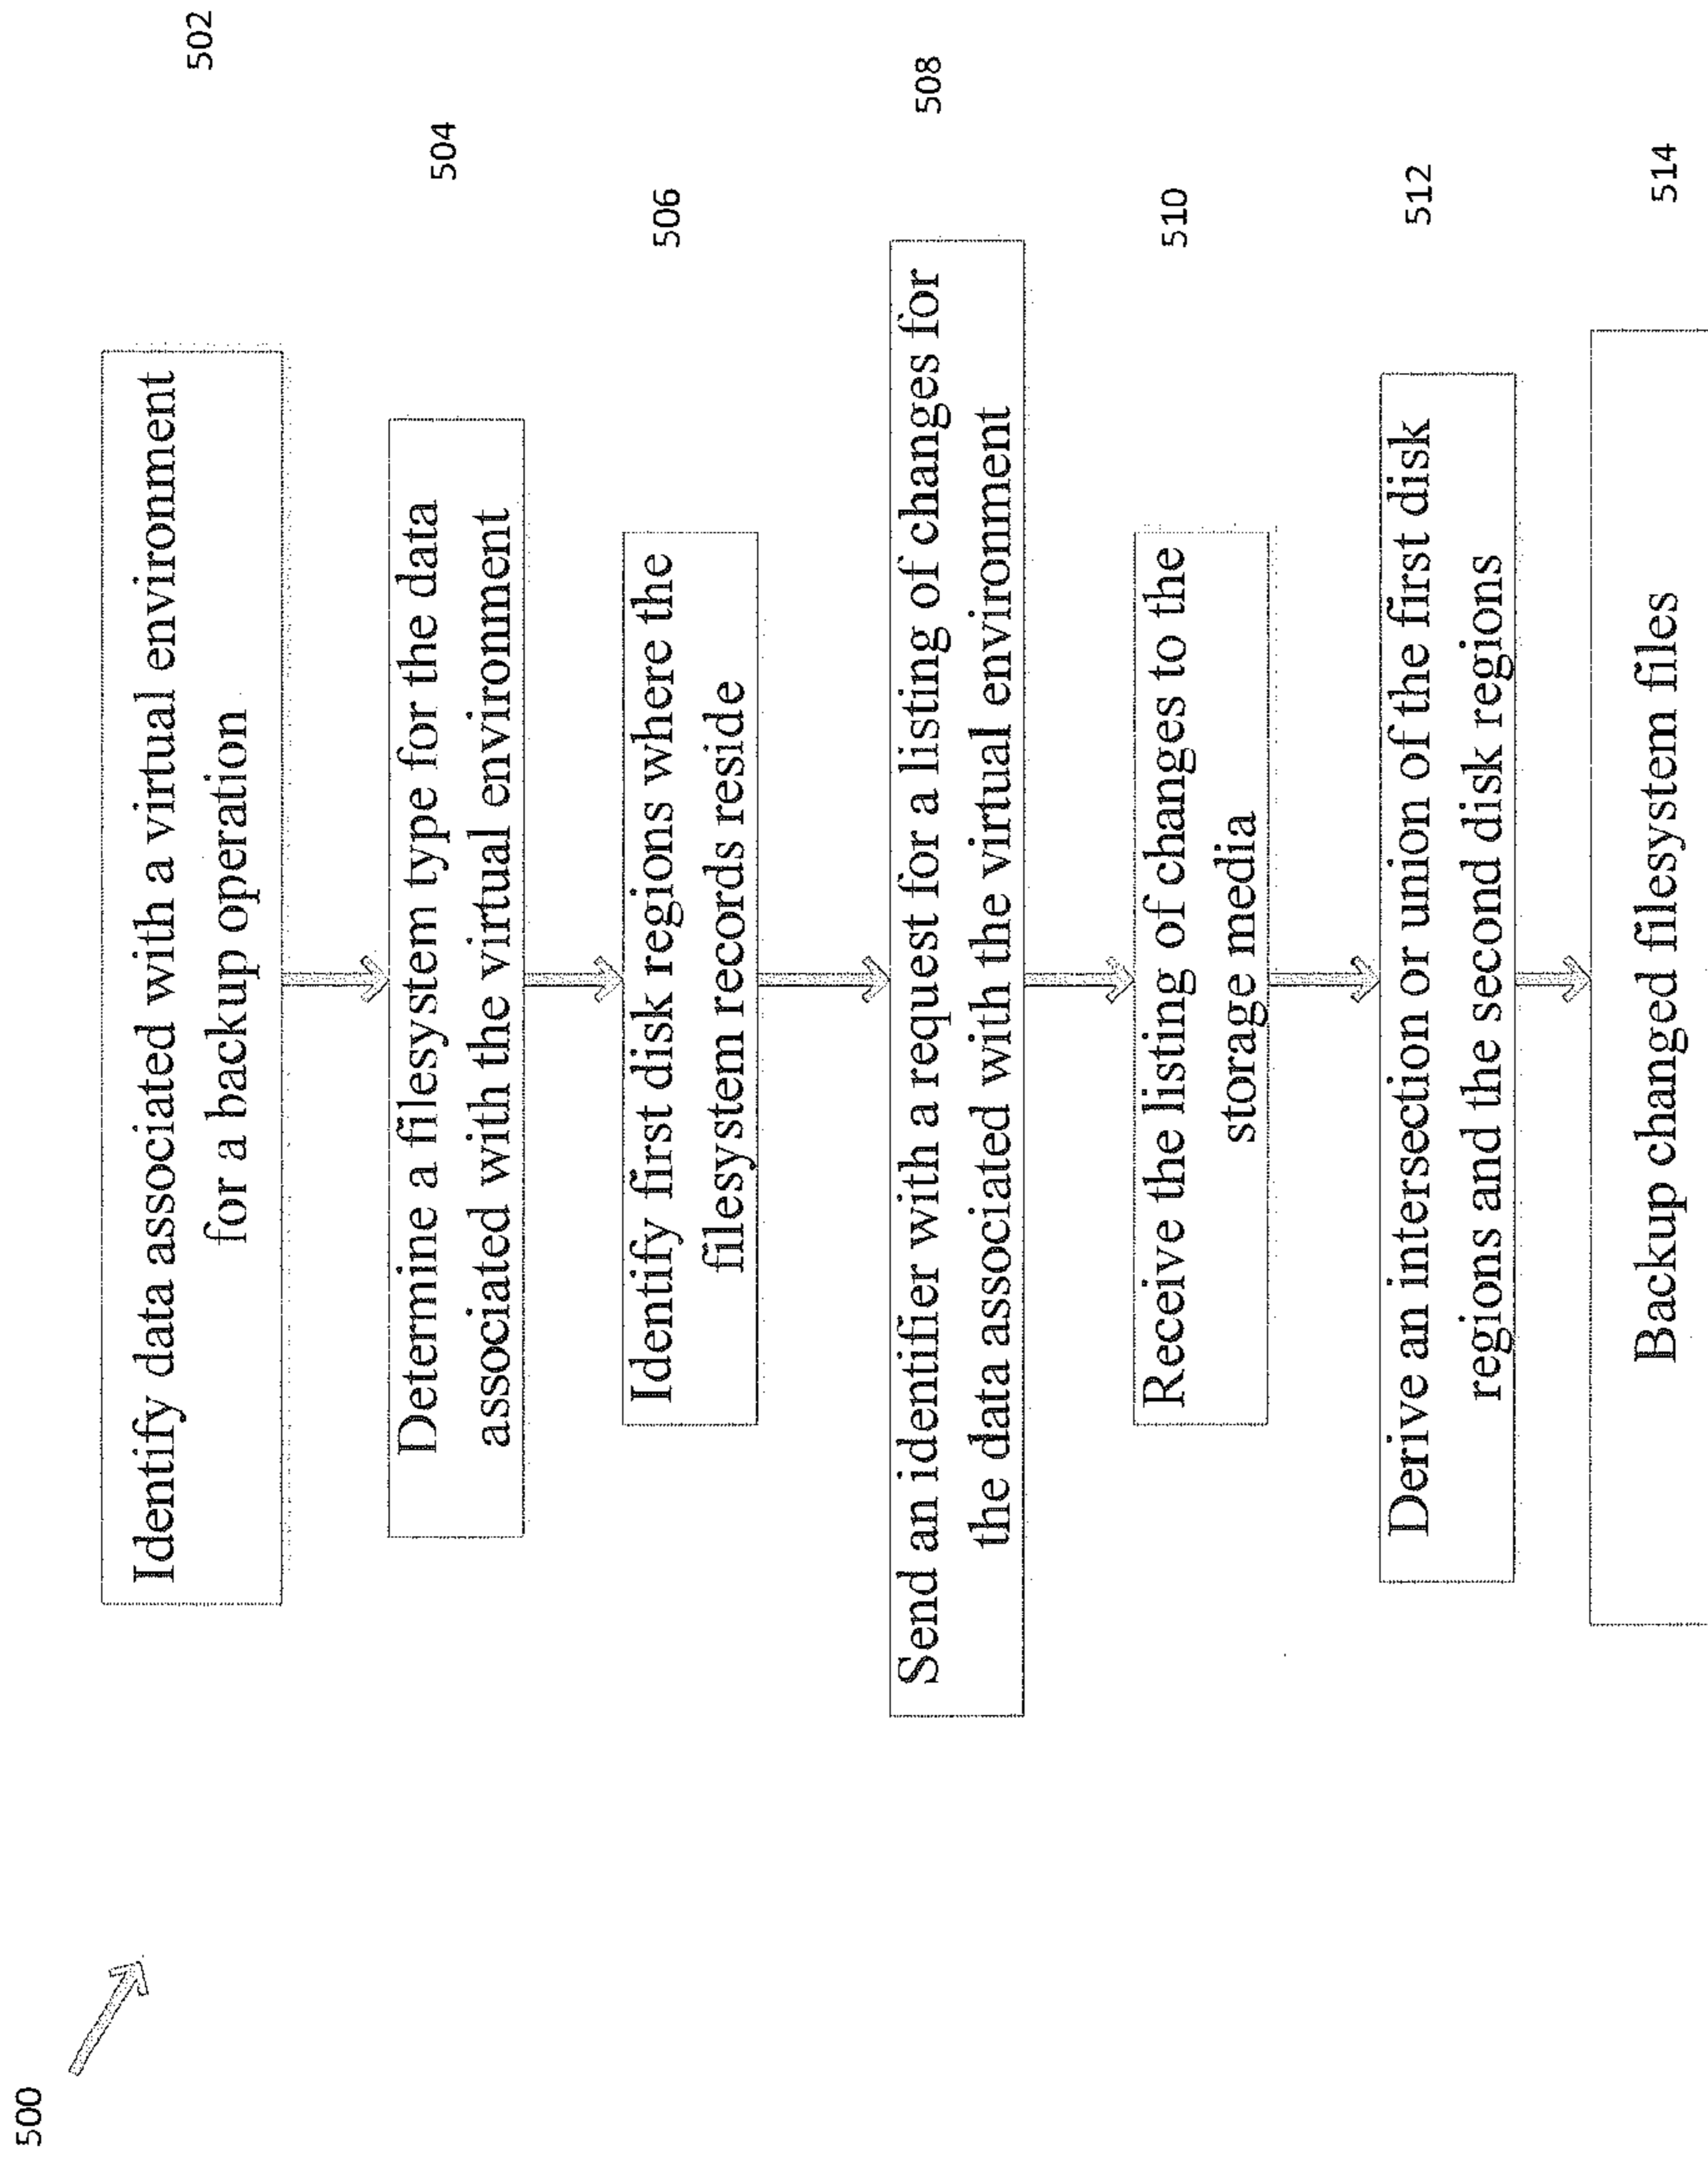 500
Identify data associated with a virtual environment
for a backup operation
502
Determine a filesystem type for the data
associated with the virtual environment
504
Identify first disk regions where the
filesystem records reside
506
Send an identifier with a request for a listing of changes for
the data associated with the virtual environment
508
Receive the listing of changes to the
storage media
510
Derive an intersection or union of the first disk
regions and the second disk regions
512
Backup changed filesystem files
514